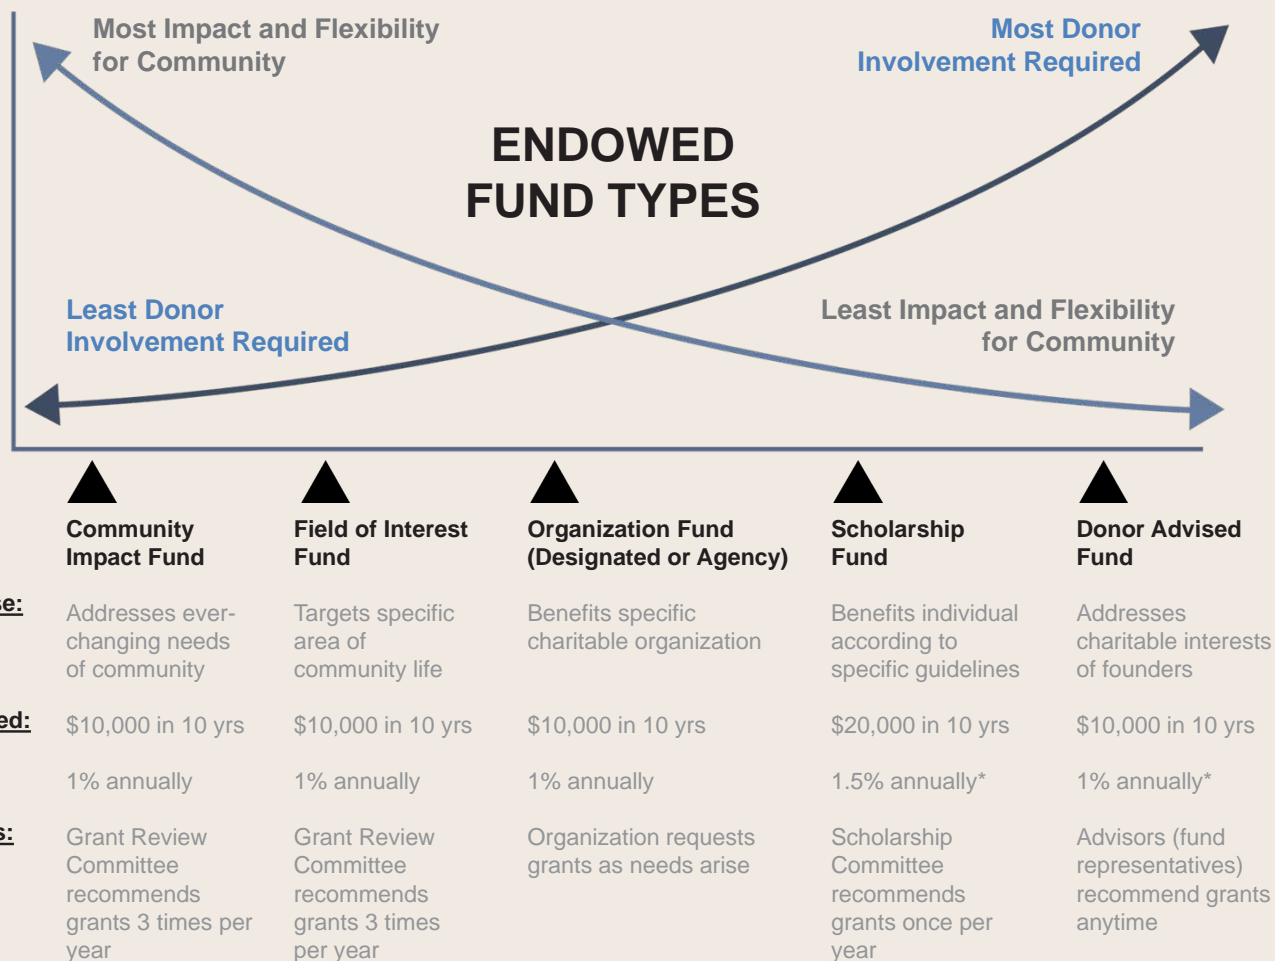 Most Impact and Flexibility
for Community
Most Donor
Involvement Required
ENDOWED
FUND TYPES
Least Donor
Involvement Required
Least Impact and Flexibility
for Community
Community
Impact Fund
Field of Interest
Fund
Organization Fund
(Designated or Agency)
Scholarship
Fund
Donor Advised
Fund
se:
Addresses ever-
changing needs
of community
Targets specific
area of
community life
Benefits specific
charitable organization
Benefits individual
according to
specific guidelines
Addresses
charitable interests
of founders
ed:
$10,000 in 10 yrs
$10,000 in 10 yrs
$10,000 in 10 yrs
$20,000 in 10 yrs
$10,000 in 10 yrs
1% annually
1% annually
1% annually
1.5% annually*
1% annually*
s:
Grant Review
Committee
recommends
grants 3 times per
year
Grant Review
Committee
recommends
grants 3 times
per year
Organization requests
grants as needs arise
Scholarship
Committee
recommends
grants once per
year
Advisors (fund
representatives)
recommend grants
anytime